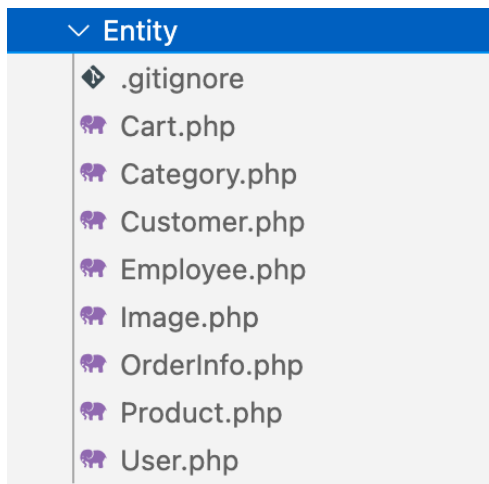 Entity
.gitignore
Cart.php
Category.php
Customer.php
Employee.php
Image.php
OrderInfo.php
Product.php
User.php